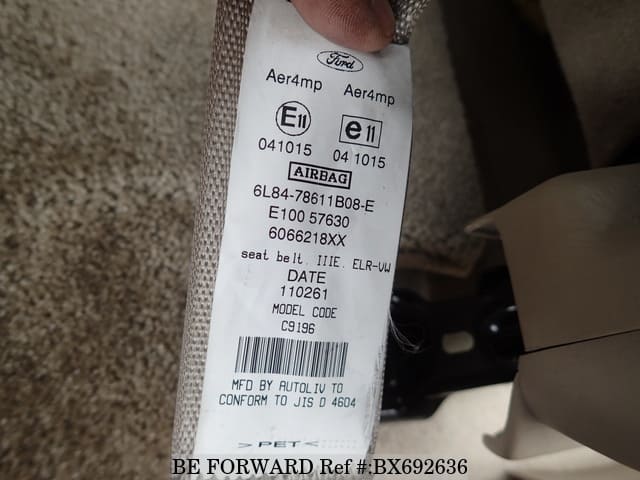 Ford
Aer4mp Aer4mp
E11 e11
041015 04 1015
AIRBAG
6L84-78611B08-E
E100 57630
6066218XX
seat belt. IIIE. ELR-VW
DATE
110261
MODEL CODE
C9196
MFD BY AUTOLIV TO
CONFORM TO JIS D 4604
>PET<
BE FORWARD Ref #:BX692636